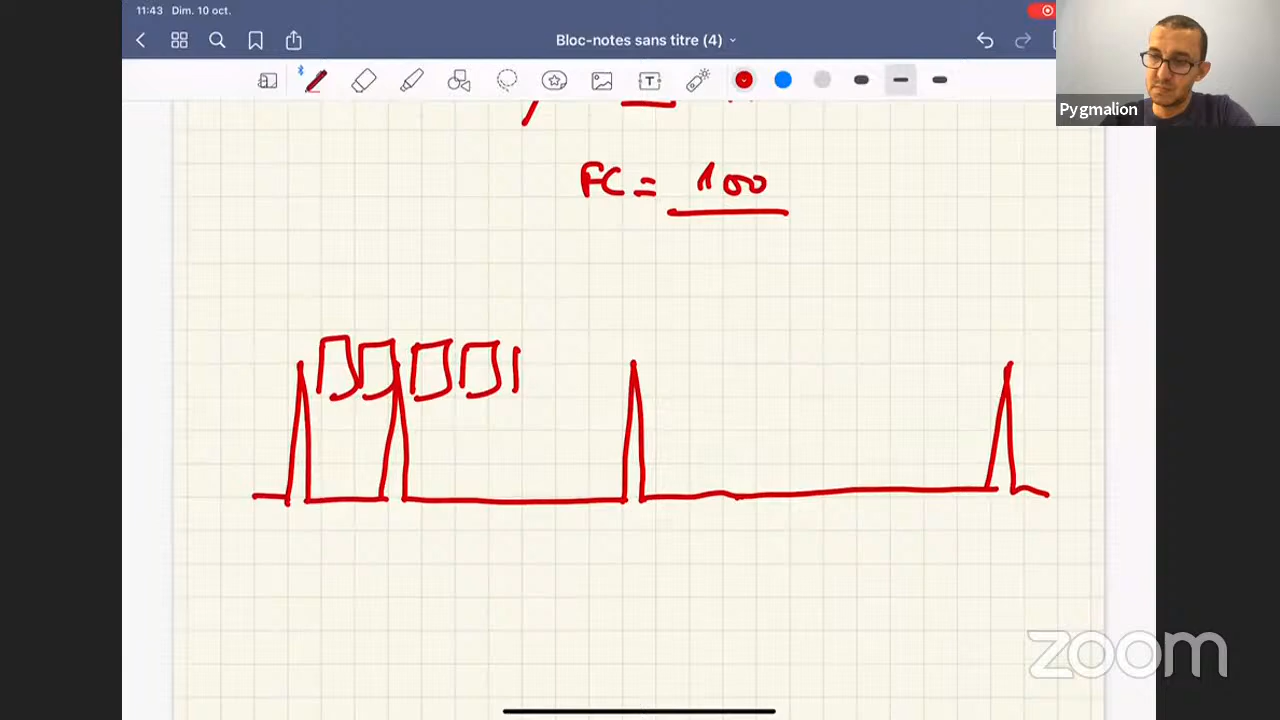 11:43 Dim. 10 oct.
Bloc-notes sans titre (4)
Pygmalion
FC = 100
zoom